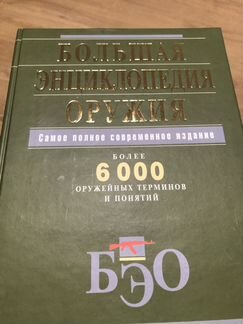 БОЛЬШАЯ
ЭНЦИКЛОПЕДИЯ
ОРУЖИЯ
Самое полное современное издание
БОЛЕЕ
6 000
ОРУЖЕЙНЫХ ТЕРМИНОВ
И ПОНЯТИЙ
БЭО